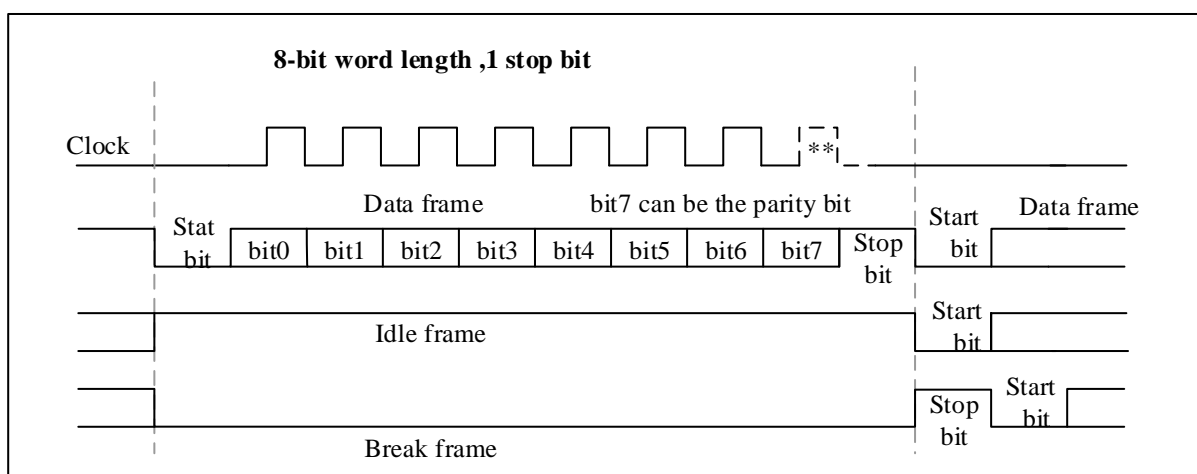 8-bit word length ,1 stop bit
Clock
**
Data frame bit7 can be the parity bit
Data frame
Stat bit
bit0 bit1 bit2 bit3 bit4 bit5 bit6 bit7
Stop bit
Start bit
Idle frame
Start bit
Break frame
Stop bit
Start bit